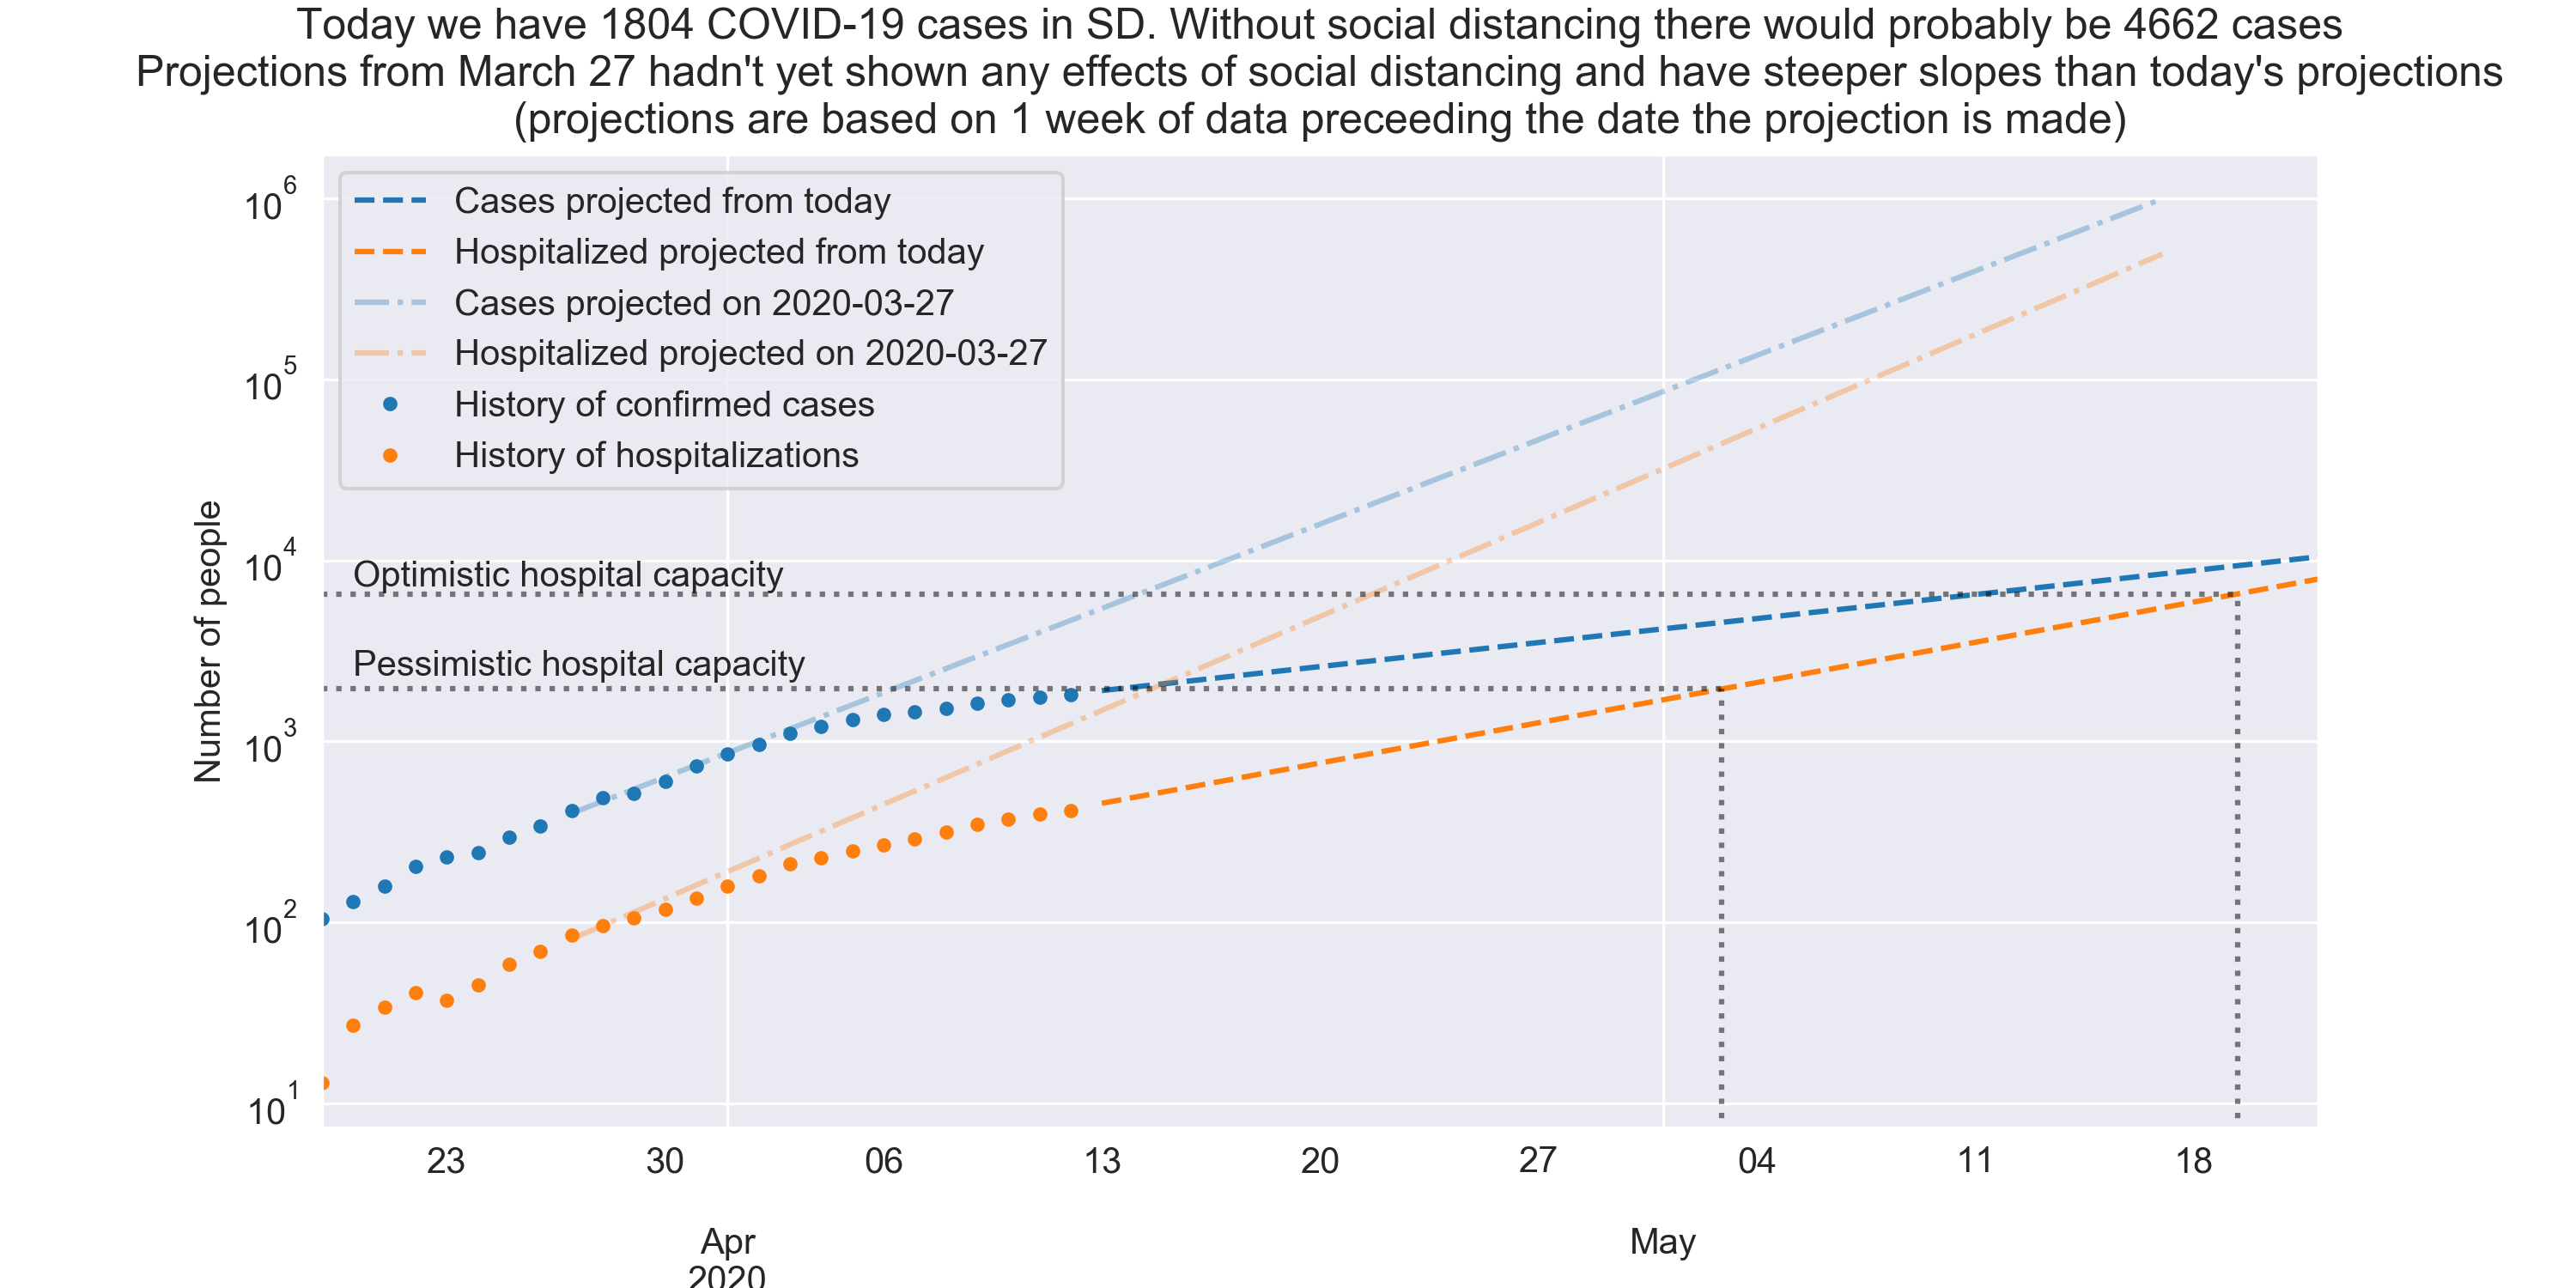 Today we have 1804 COVID-19 cases in SD. Without social distancing there would probably be 4662 cases
Projections from March 27 hadn't yet shown any effects of social distancing and have steeper slopes than today's projections
(projections are based on 1 week of data preceeding the date the projection is made)
10^6
10^5
10^4
10^3
10^2
10^1
Number of people
Cases projected from today
Hospitalized projected from today
Cases projected on 2020-03-27
Hospitalized projected on 2020-03-27
History of confirmed cases
History of hospitalizations
Optimistic hospital capacity
Pessimistic hospital capacity
23 30 06 13 20 27 04 11 18
Apr May
2020